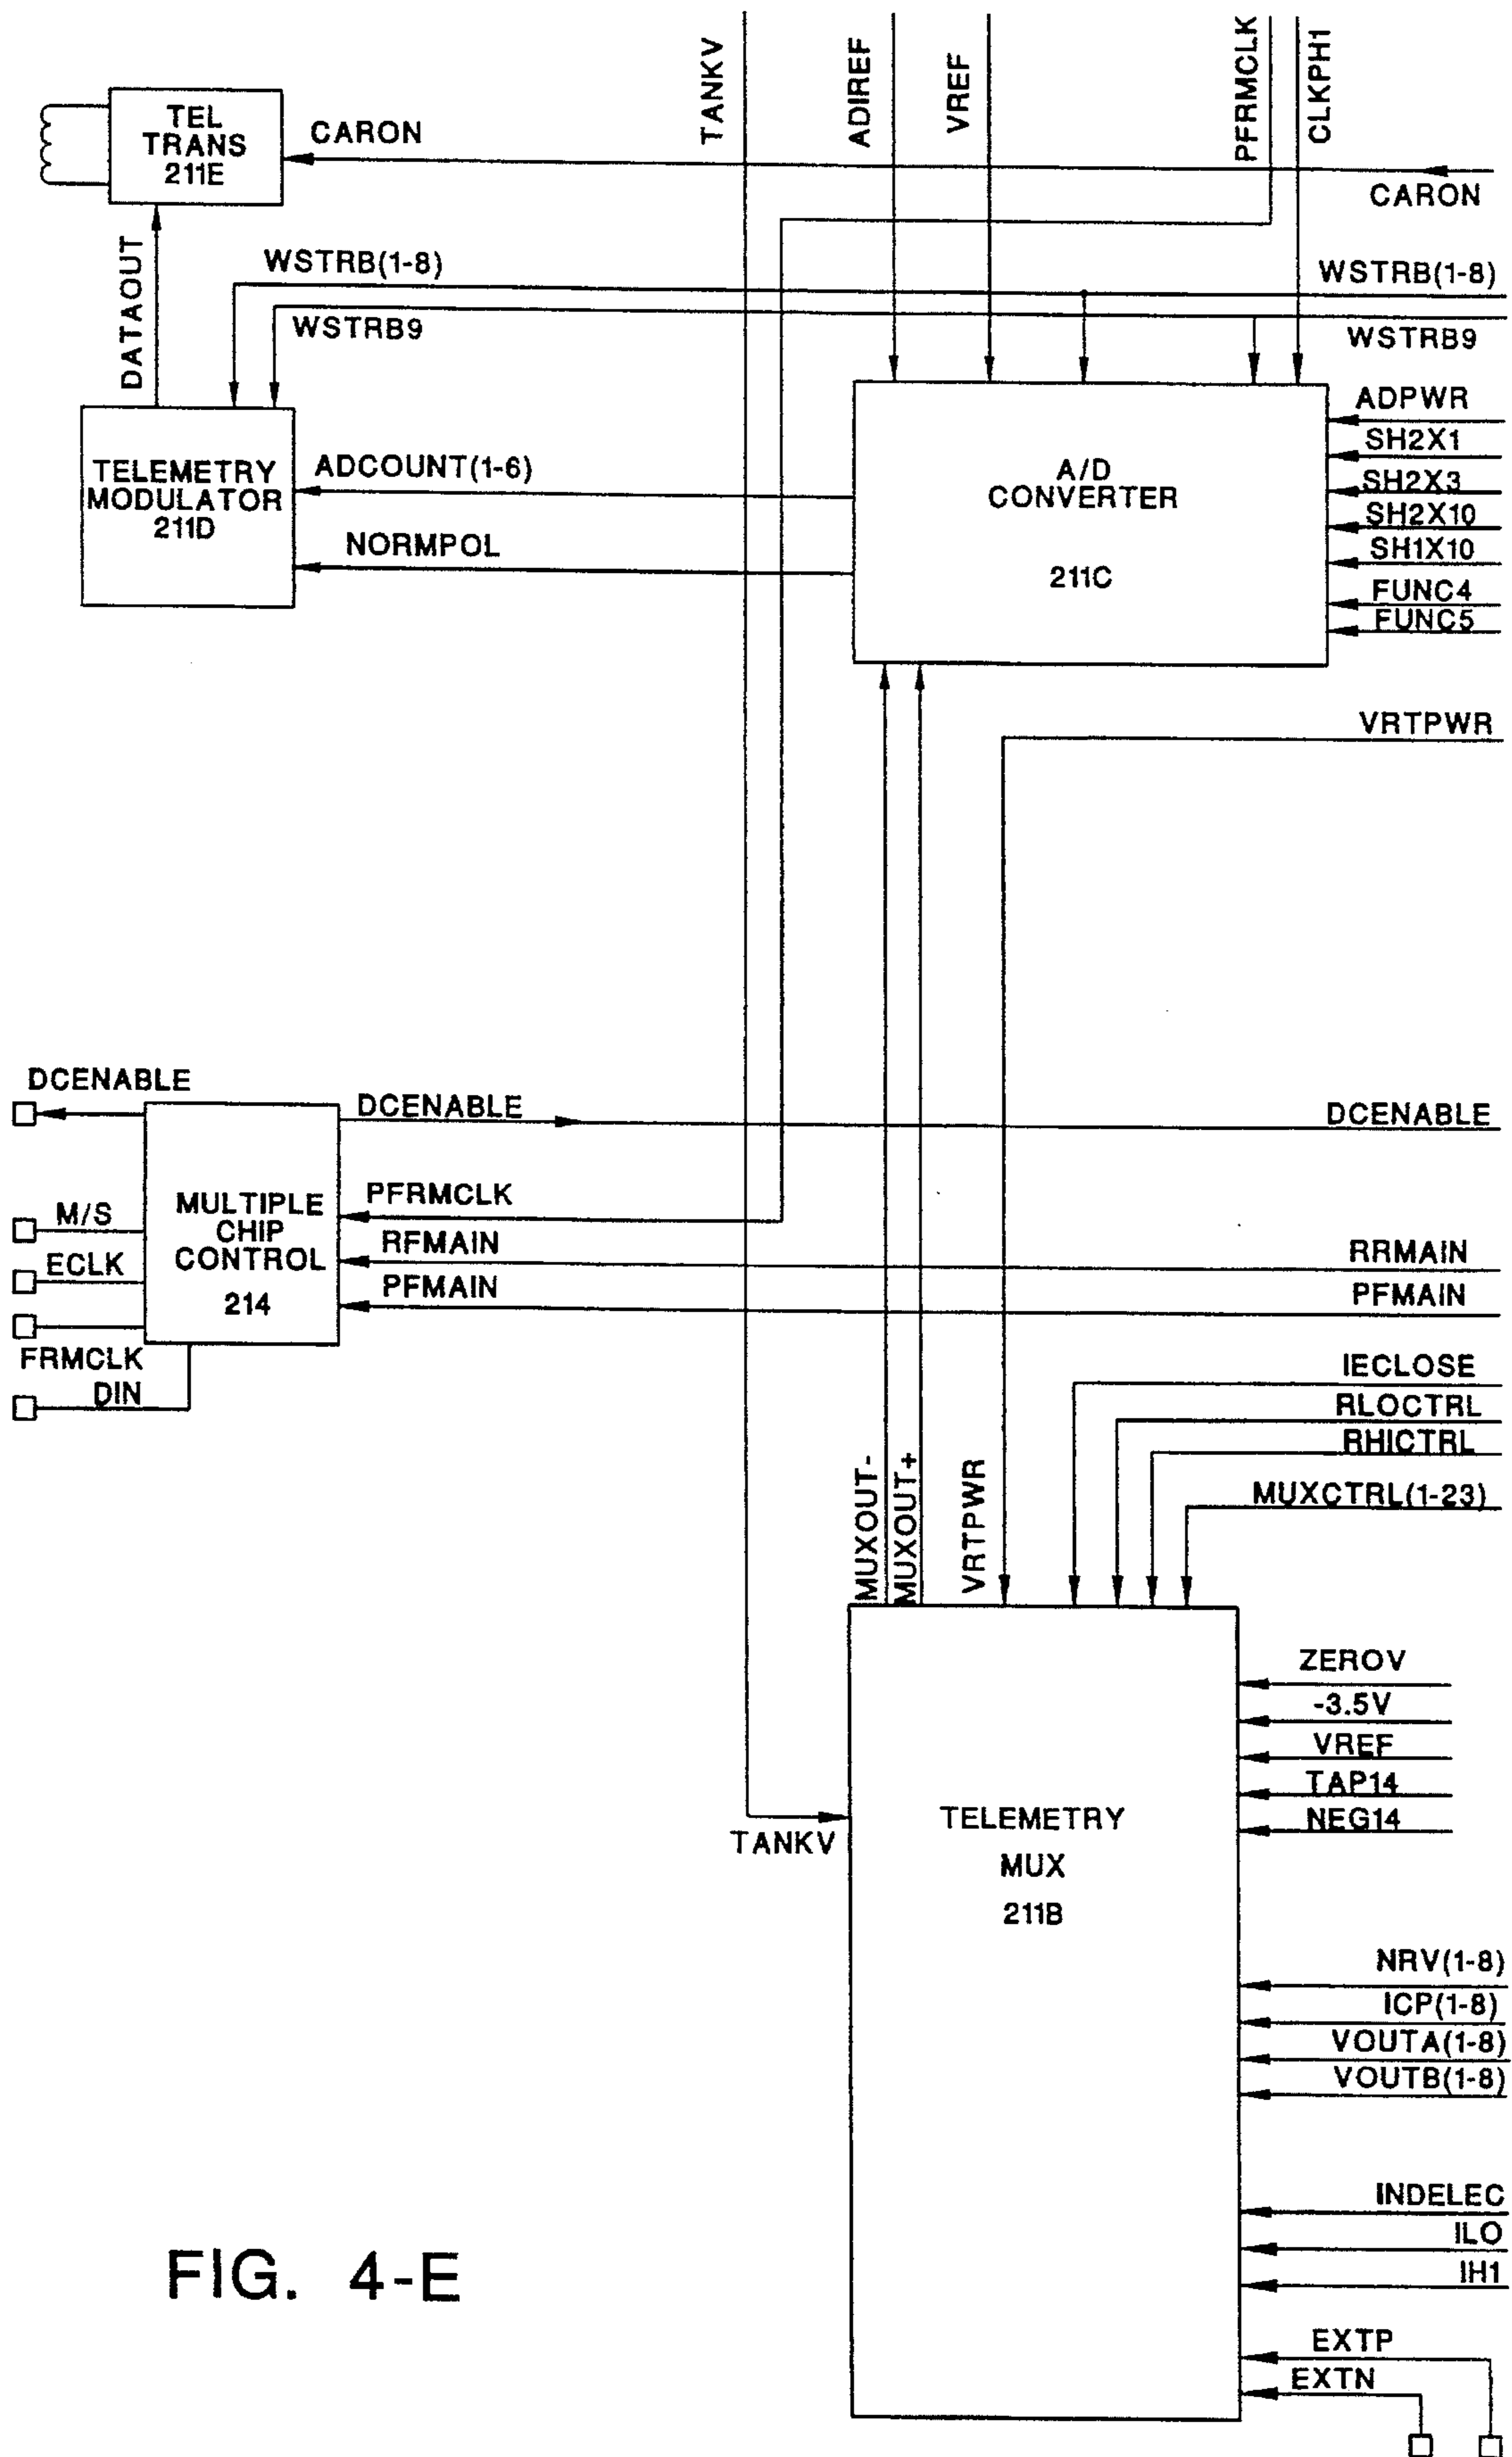 TANKV
ADIREF
VREF
PFRMCLK
CLKPH1
TEL
TRANS
211E
CARON
CARON
DATAOUT
WSTRB(1-8)
WSTRB(1-8)
WSTRB9
WSTRB9
TELEMETRY
MODULATOR
211D
ADCOUNT(1-6)
NORMPOL
A/D
CONVERTER
211C
ADPWR
SH2X1
SH2X3
SH2X10
SH1X10
FUNC4
FUNC5
VRTPWR
DCENABLE
DCENABLE
DCENABLE
M/S
ECLK
FRMCLK
DIN
MULTIPLE
CHIP
CONTROL
214
PFRMCLK
RFMAIN
RRMAIN
PFMAIN
PFMAIN
IECLOSE
RLOCTRL
RHICTRL
MUXCTRL(1-23)
MUXOUT-
MUXOUT+
VRTPWR
TANKV
TELEMETRY
MUX
211B
ZEROV
-3.5V
VREF
TAP14
NEG14
NRV(1-8)
ICP(1-8)
VOUTA(1-8)
VOUTB(1-8)
INDELEC
ILO
IH1
EXTP
EXTN
FIG. 4-E